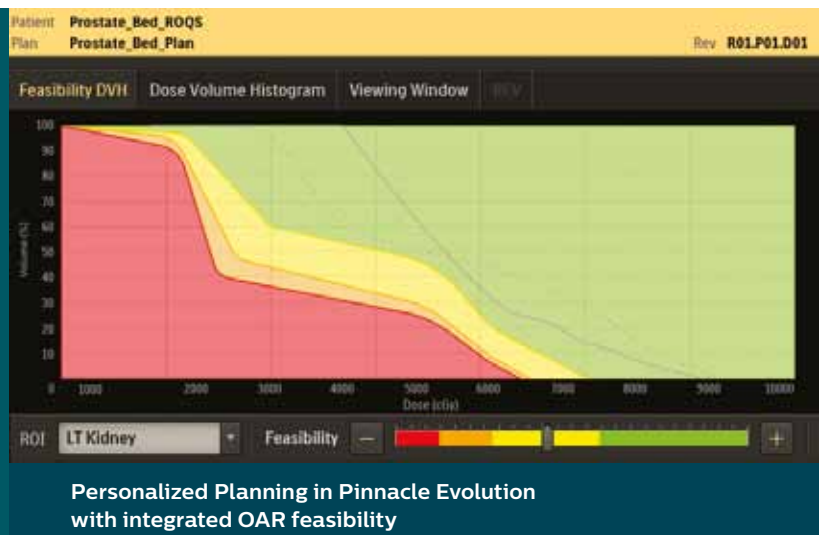 Patient Prostate_Bed_ROQS
Plan Prostate_Bed_Plan Rev R01.P01.D01
Feasibility DVH Dose Volume Histogram Viewing Window
100
90
80
70
60
50
40
30
20
10
Volume (%)
0 1000 2000 3000 4000 5000 6000 7000 8000 9000 10000
Dose (cGy)
ROI LT Kidney Feasibility − +
Personalized Planning in Pinnacle Evolution
with integrated OAR feasibility